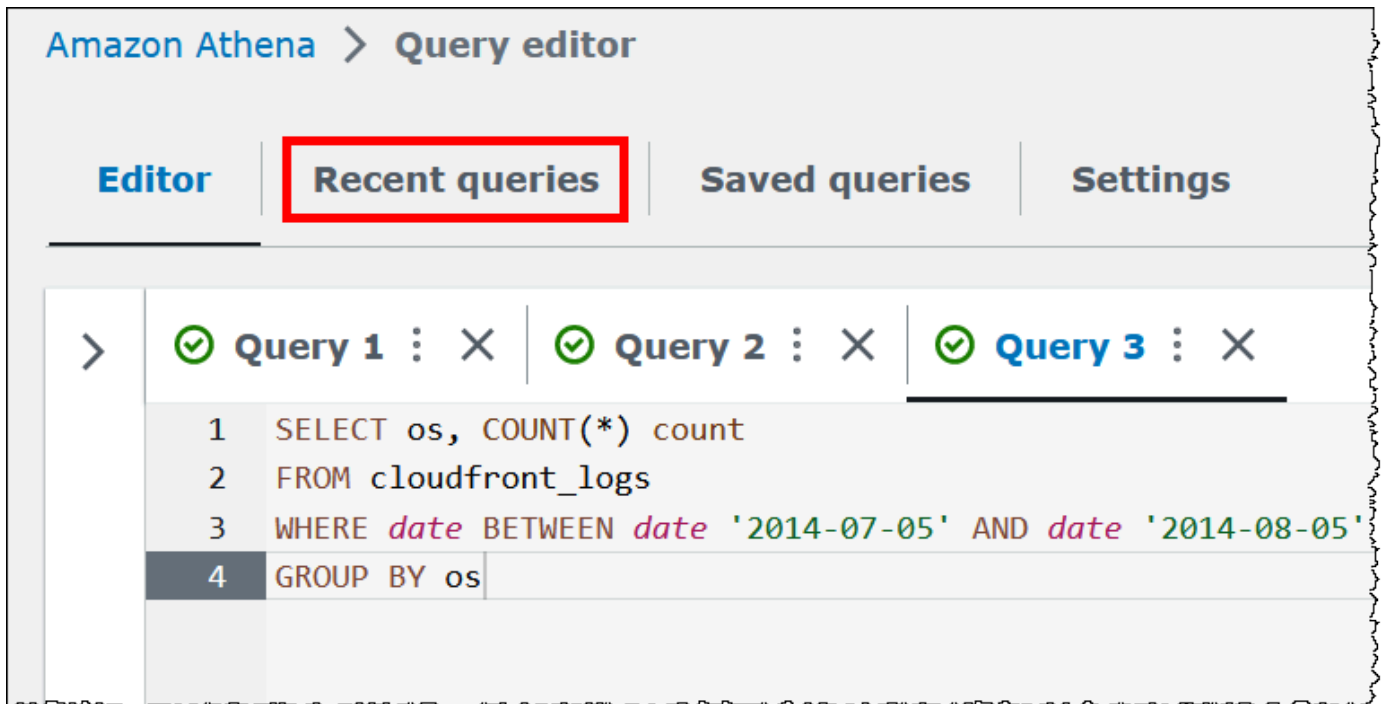 Amazon Athena > Query editor
Editor Recent queries Saved queries Settings
Query 1 Query 2 Query 3
1 SELECT os, COUNT(*) count
2 FROM cloudfront_logs
3 WHERE date BETWEEN date '2014-07-05' AND date '2014-08-05'
4 GROUP BY os